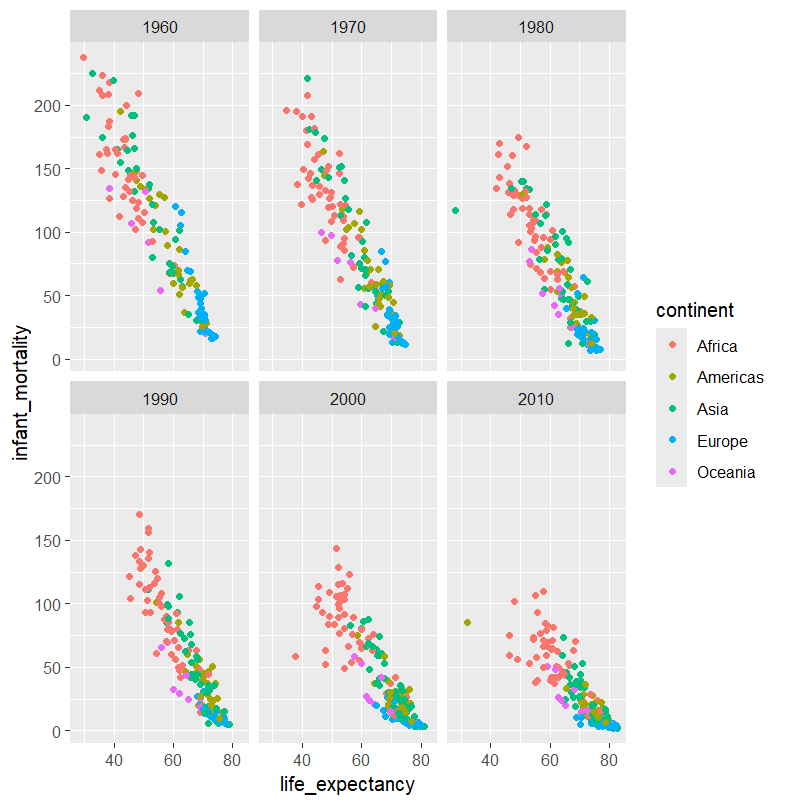 1960 1970 1980
200
150
100
50
0
1990 2000 2010
200
150
100
50
0
40 60 80 40 60 80 40 60 80
life_expectancy
infant_mortality
continent
Africa
Americas
Asia
Europe
Oceania